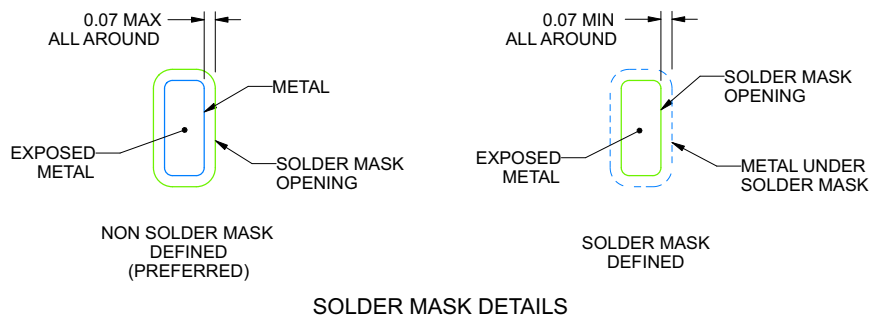 0.07 MAX
ALL AROUND
METAL
EXPOSED
METAL
SOLDER MASK
OPENING
NON SOLDER MASK
DEFINED
(PREFERRED)
0.07 MIN
ALL AROUND
SOLDER MASK
OPENING
EXPOSED
METAL
METAL UNDER
SOLDER MASK
SOLDER MASK
DEFINED
SOLDER MASK DETAILS